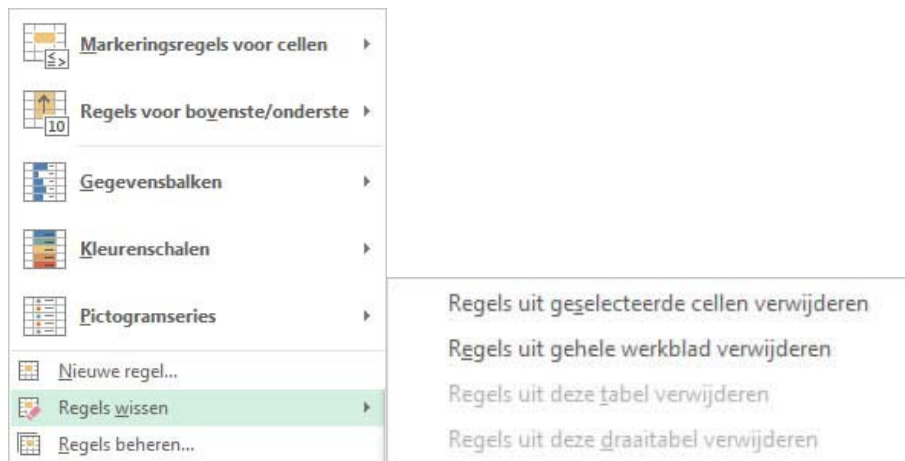 Markeringsregels voor cellen
Regels voor bovenste/onderste
10
Gegevensbalken
Kleurenschalen
Pictogramseries
Nieuwe regel...
Regels wissen
Regels beheren...
Regels uit geselecteerde cellen verwijderen
Regels uit gehele werkblad verwijderen
Regels uit deze tabel verwijderen
Regels uit deze draaitabel verwijderen